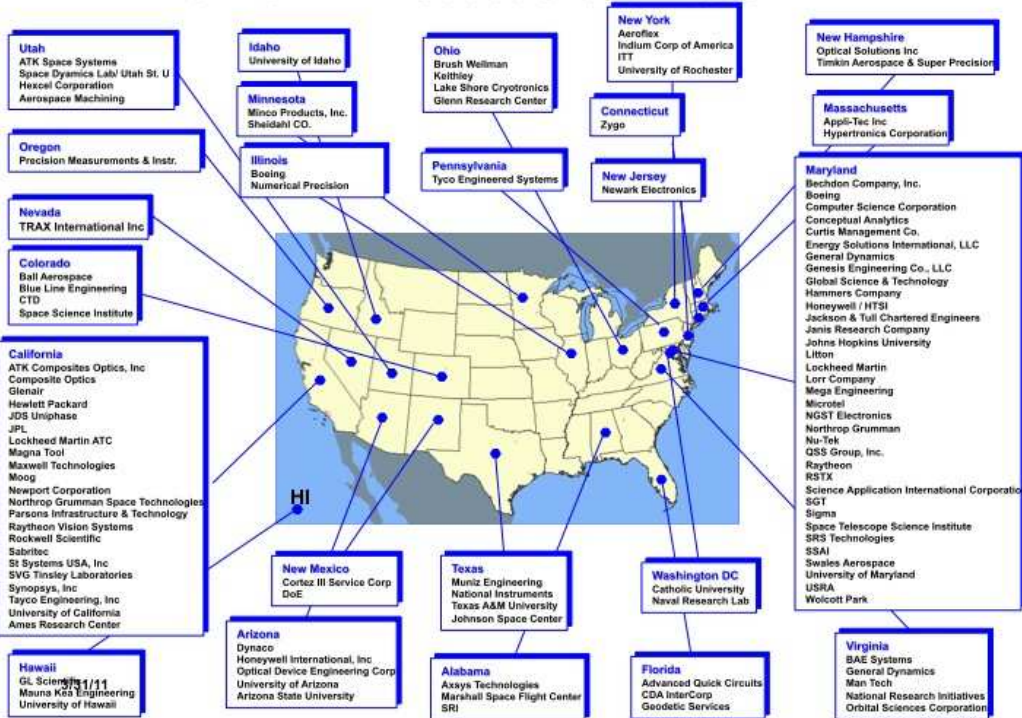 Utah
ATK Space Systems
Space Dyamics Lab/ Utah St. U
Hexcel Corporation
Aerospace Machining
Oregon
Precision Measurements & Instr.
Nevada
TRAX International Inc
Colorado
Ball Aerospace
Blue Line Engineering
CTD
Space Science Institute
California
ATK Composites Optics, Inc
Composite Optics
Glenair
Hewlett Packard
JDS Uniphase
JPL
Lockheed Martin ATC
Magna Tool
Maxwell Technologies
Moog
Newport Corporation
Northrop Grumman Space Technologies
Parsons Infrastructure & Technology
Raytheon Vision Systems
Rockwell Scientific
Sabritec
St Systems USA, Inc
SVG Tinsley Laboratories
Synopsys, Inc
Tayco Engineering, Inc
University of California
Ames Research Center
Hawaii
GL Scientific
3/31/11
Mauna Kea Engineering
University of Hawaii
Idaho
University of Idaho
Minnesota
Minco Products, Inc.
Sheidahl CO.
Illinois
Boeing
Numerical Precision
Ohio
Brush Wellman
Keithley
Lake Shore Cryotronics
Glenn Research Center
Pennsylvania
Tyco Engineered Systems
New York
Aeroflex
Indium Corp of America
ITT
University of Rochester
Connecticut
Zygo
New Jersey
Newark Electronics
New Hampshire
Optical Solutions Inc
Timkin Aerospace & Super Precision
Massachusetts
Appli-Tec Inc
Hypertronics Corporation
Maryland
Bechdon Company, Inc.
Boeing
Computer Science Corporation
Conceptual Analytics
Curtis Management Co.
Energy Solutions International, LLC
General Dynamics
Genesis Engineering Co., LLC
Global Science & Technology
Hammers Company
Honeywell / HTSI
Jackson & Tull Chartered Engineers
Janis Research Company
Johns Hopkins University
Litton
Lockheed Martin
Lorr Company
Mega Engineering
Microtel
NGST Electronics
Northrop Grumman
Nu-Tek
QSS Group, Inc.
Raytheon
RSTX
Science Application International Corporatio
SGT
Sigma
Space Telescope Science Institute
SRS Technologies
SSAI
Swales Aerospace
University of Maryland
USRA
Wolcott Park
HI
New Mexico
Cortez III Service Corp
DoE
Arizona
Dynaco
Honeywell International, Inc
Optical Device Engineering Corp
University of Arizona
Arizona State University
Texas
Muniz Engineering
National Instruments
Texas A&M University
Johnson Space Center
Alabama
Axsys Technologies
Marshall Space Flight Center
SRI
Washington DC
Catholic University
Naval Research Lab
Florida
Advanced Quick Circuits
CDA InterCorp
Geodetic Services
Virginia
BAE Systems
General Dynamics
Man Tech
National Research Initiatives
Orbital Sciences Corporation